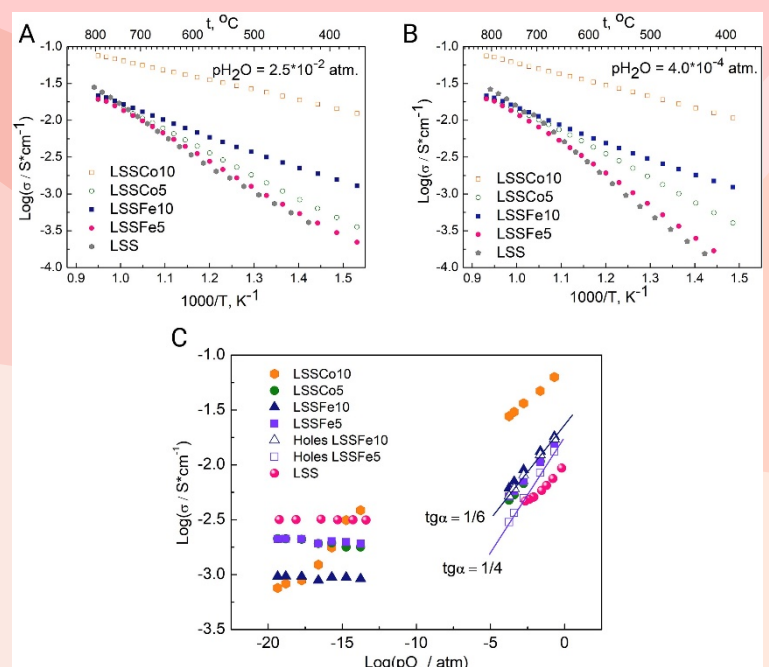 A
t, °C
800 700 600 500 400
pH2O = 2.5*10-2 atm.
Log(σ / S*cm-1)
-1.0
-1.5
-2.0
-2.5
-3.0
-3.5
-4.0
LSSCo10
LSSCo5
LSSFe10
LSSFe5
LSS
0.9 1.0 1.1 1.2 1.3 1.4 1.5
1000/T, K-1
B
t, °C
800 700 600 500 400
pH2O = 4.0*10-4 atm.
Log(σ / S*cm-1)
-1.0
-1.5
-2.0
-2.5
-3.0
-3.5
-4.0
LSSCo10
LSSCo5
LSSFe10
LSSFe5
LSS
0.9 1.0 1.1 1.2 1.3 1.4 1.5
1000/T, K-1
C
Log(σ / S*cm-1)
-1.0
-1.5
-2.0
-2.5
-3.0
-3.5
LSSCo10
LSSCo5
LSSFe10
LSSFe5
Holes LSSFe10
Holes LSSFe5
LSS
tgα = 1/6
tgα = 1/4
-20 -15 -10 -5 0
Log(pO / atm)